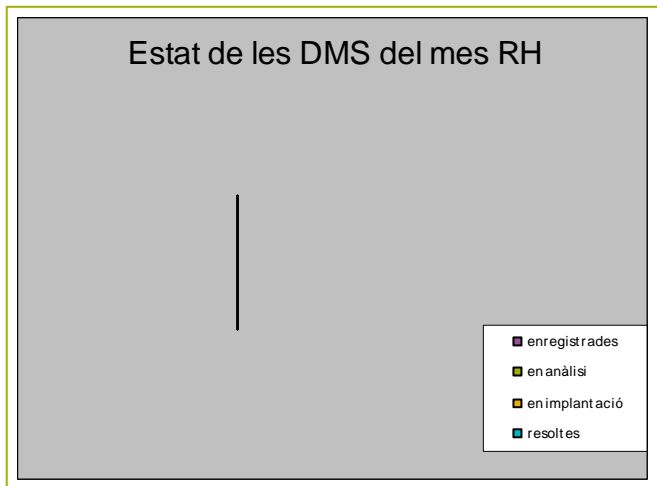 Estat de les DMS del mes RH
enregistrades
en anàlisi
en implantació
resoltes